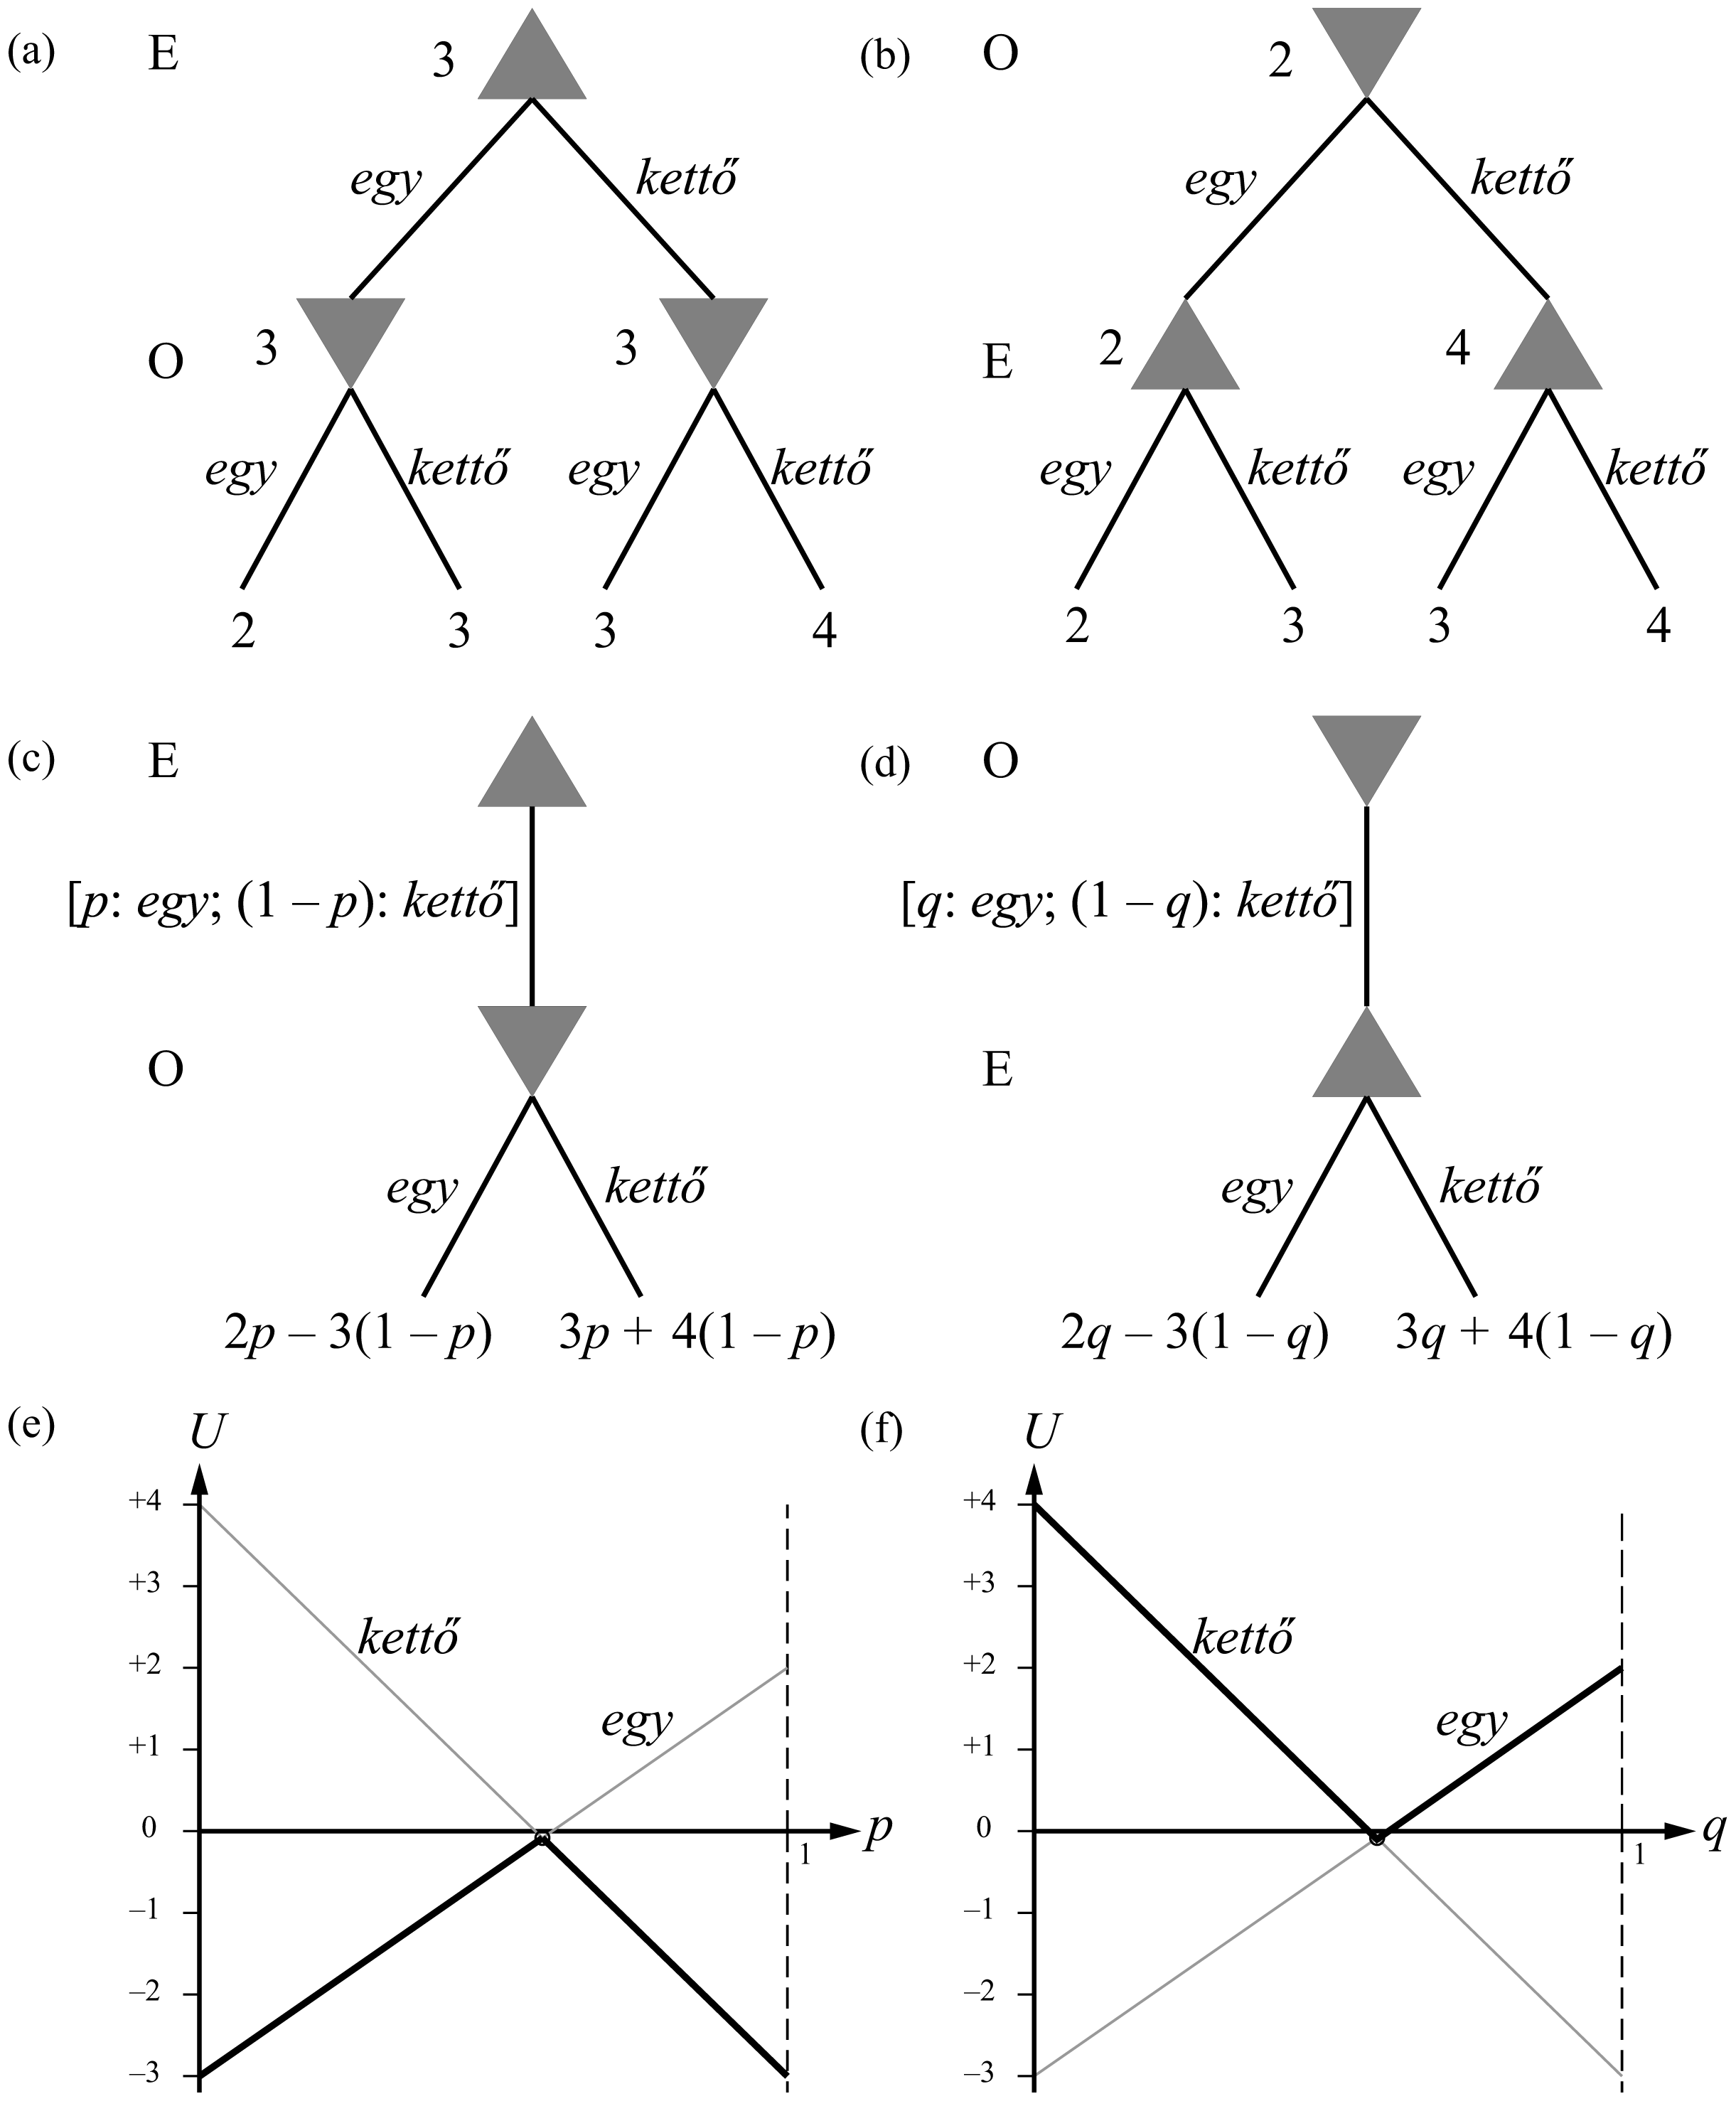 (a) E 3 (b) O 2
egy kettő egy kettő
O 3 3 E 2 4
egy kettő egy kettő egy kettő egy kettő
2 3 3 4 2 3 3 4
(c) E (d) O
[p: egy; (1 – p): kettő] [q: egy; (1 – q): kettő]
O E
egy kettő egy kettő
2p – 3(1 – p) 3p + 4(1 – p) 2q – 3(1 – q) 3q + 4(1 – q)
(e) U (f) U
+4 +4
+3 +3
kettő kettő
+2 +2
egy egy
+1 +1
0 p 0 q
1 1
–1 –1
–2 –2
–3 –3